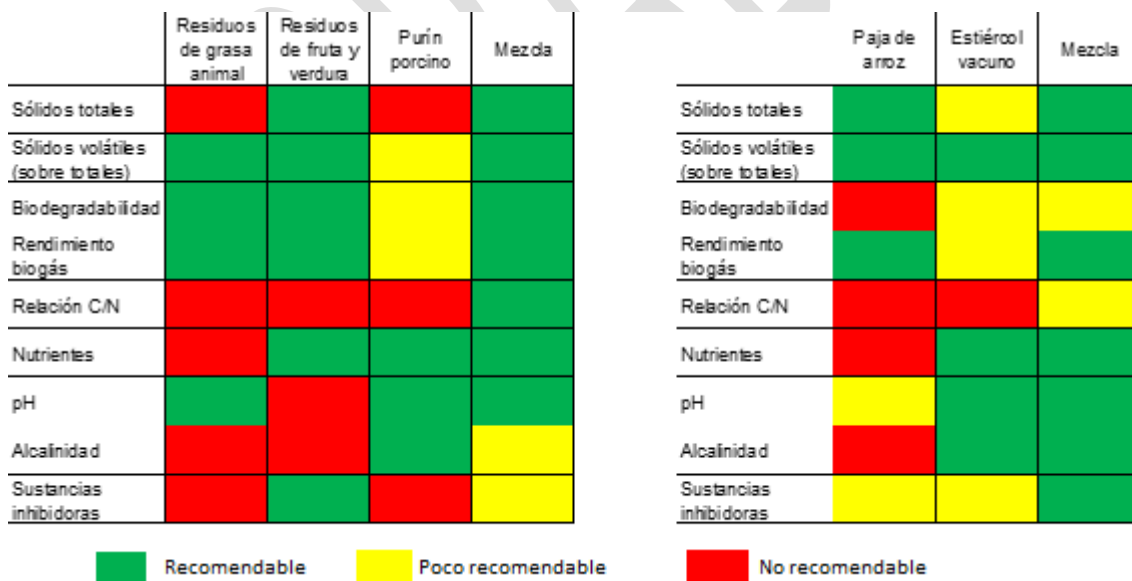 Residuos de grasa animal
Residuos de fruta y verdura
Purín porcino
Mezcla
Sólidos totales
Sólidos volátiles
(sobre totales)
Biodegradabilidad
Rendimiento
biogás
Relación C/N
Nutrientes
pH
Alcalinidad
Sustancias
inhibidoras
Paja de arroz
Estiércol vacuno
Mezcla
Sólidos totales
Sólidos volátiles
(sobre totales)
Biodegradabilidad
Rendimiento
biogás
Relación C/N
Nutrientes
pH
Alcalinidad
Sustancias
inhibidoras
Recomendable
Poco recomendable
No recomendable